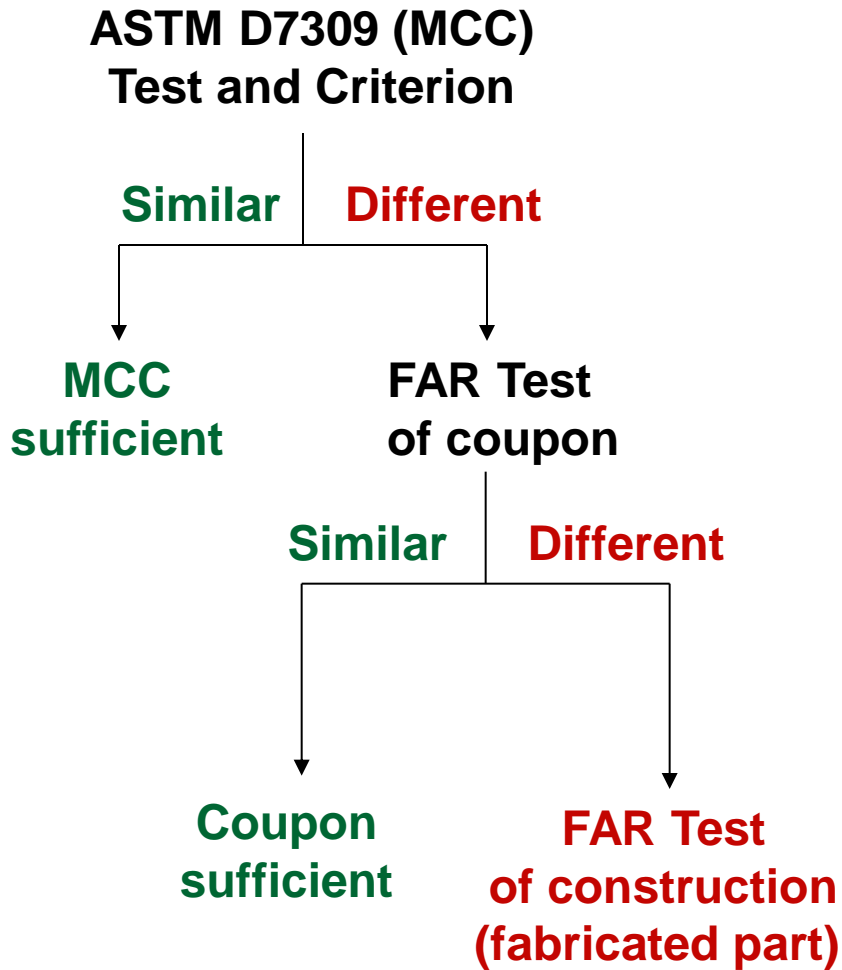 ASTM D7309 (MCC)
Test and Criterion
Similar
Different
MCC
sufficient
FAR Test
of coupon
Similar
Different
Coupon
sufficient
FAR Test
of construction
(fabricated part)